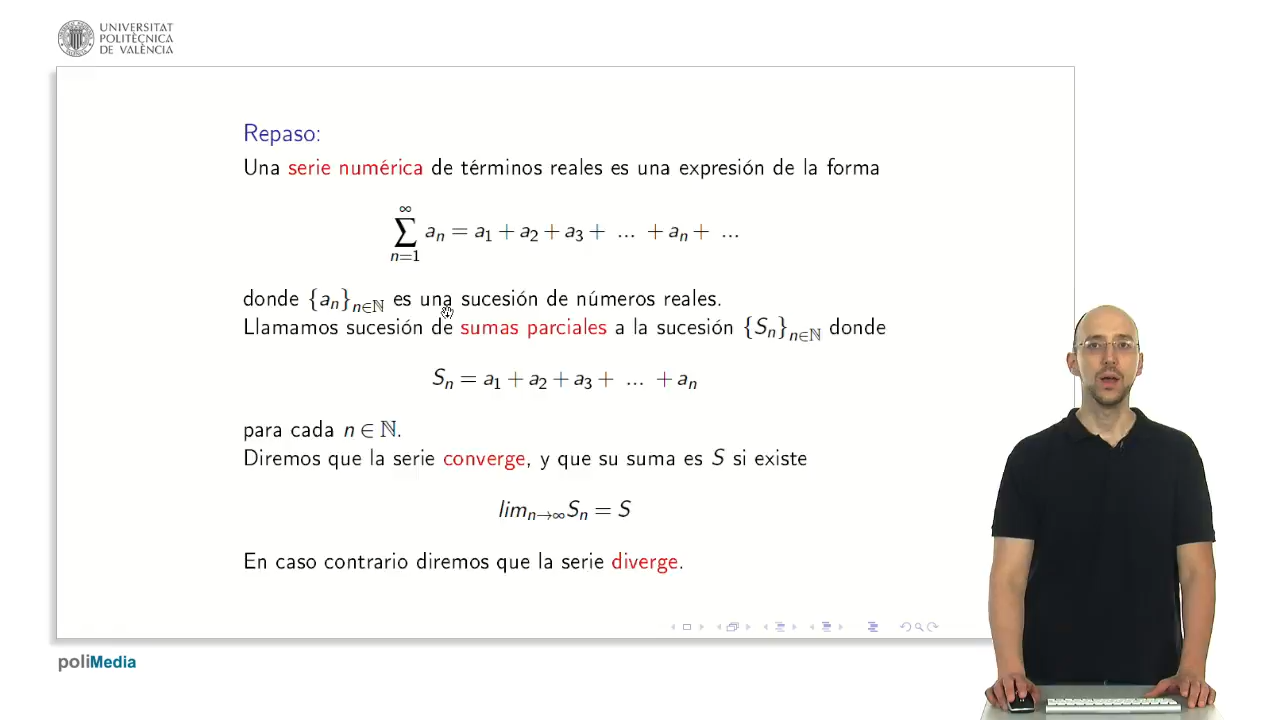 UNIVERSITAT
POLITÈCNICA
DE VALÈNCIA
Repaso:
Una serie numérica de términos reales es una expresión de la forma
∑_{n=1}^{∞} a_n = a_1 + a_2 + a_3 + ... + a_n + ...
donde {a_n}_{n∈ℕ} es una sucesión de números reales.
Llamamos sucesión de sumas parciales a la sucesión {S_n}_{n∈ℕ} donde
S_n = a_1 + a_2 + a_3 + ... + a_n
para cada n ∈ ℕ.
Diremos que la serie converge, y que su suma es S si existe
lim_{n→∞} S_n = S
En caso contrario diremos que la serie diverge.
poliMedia